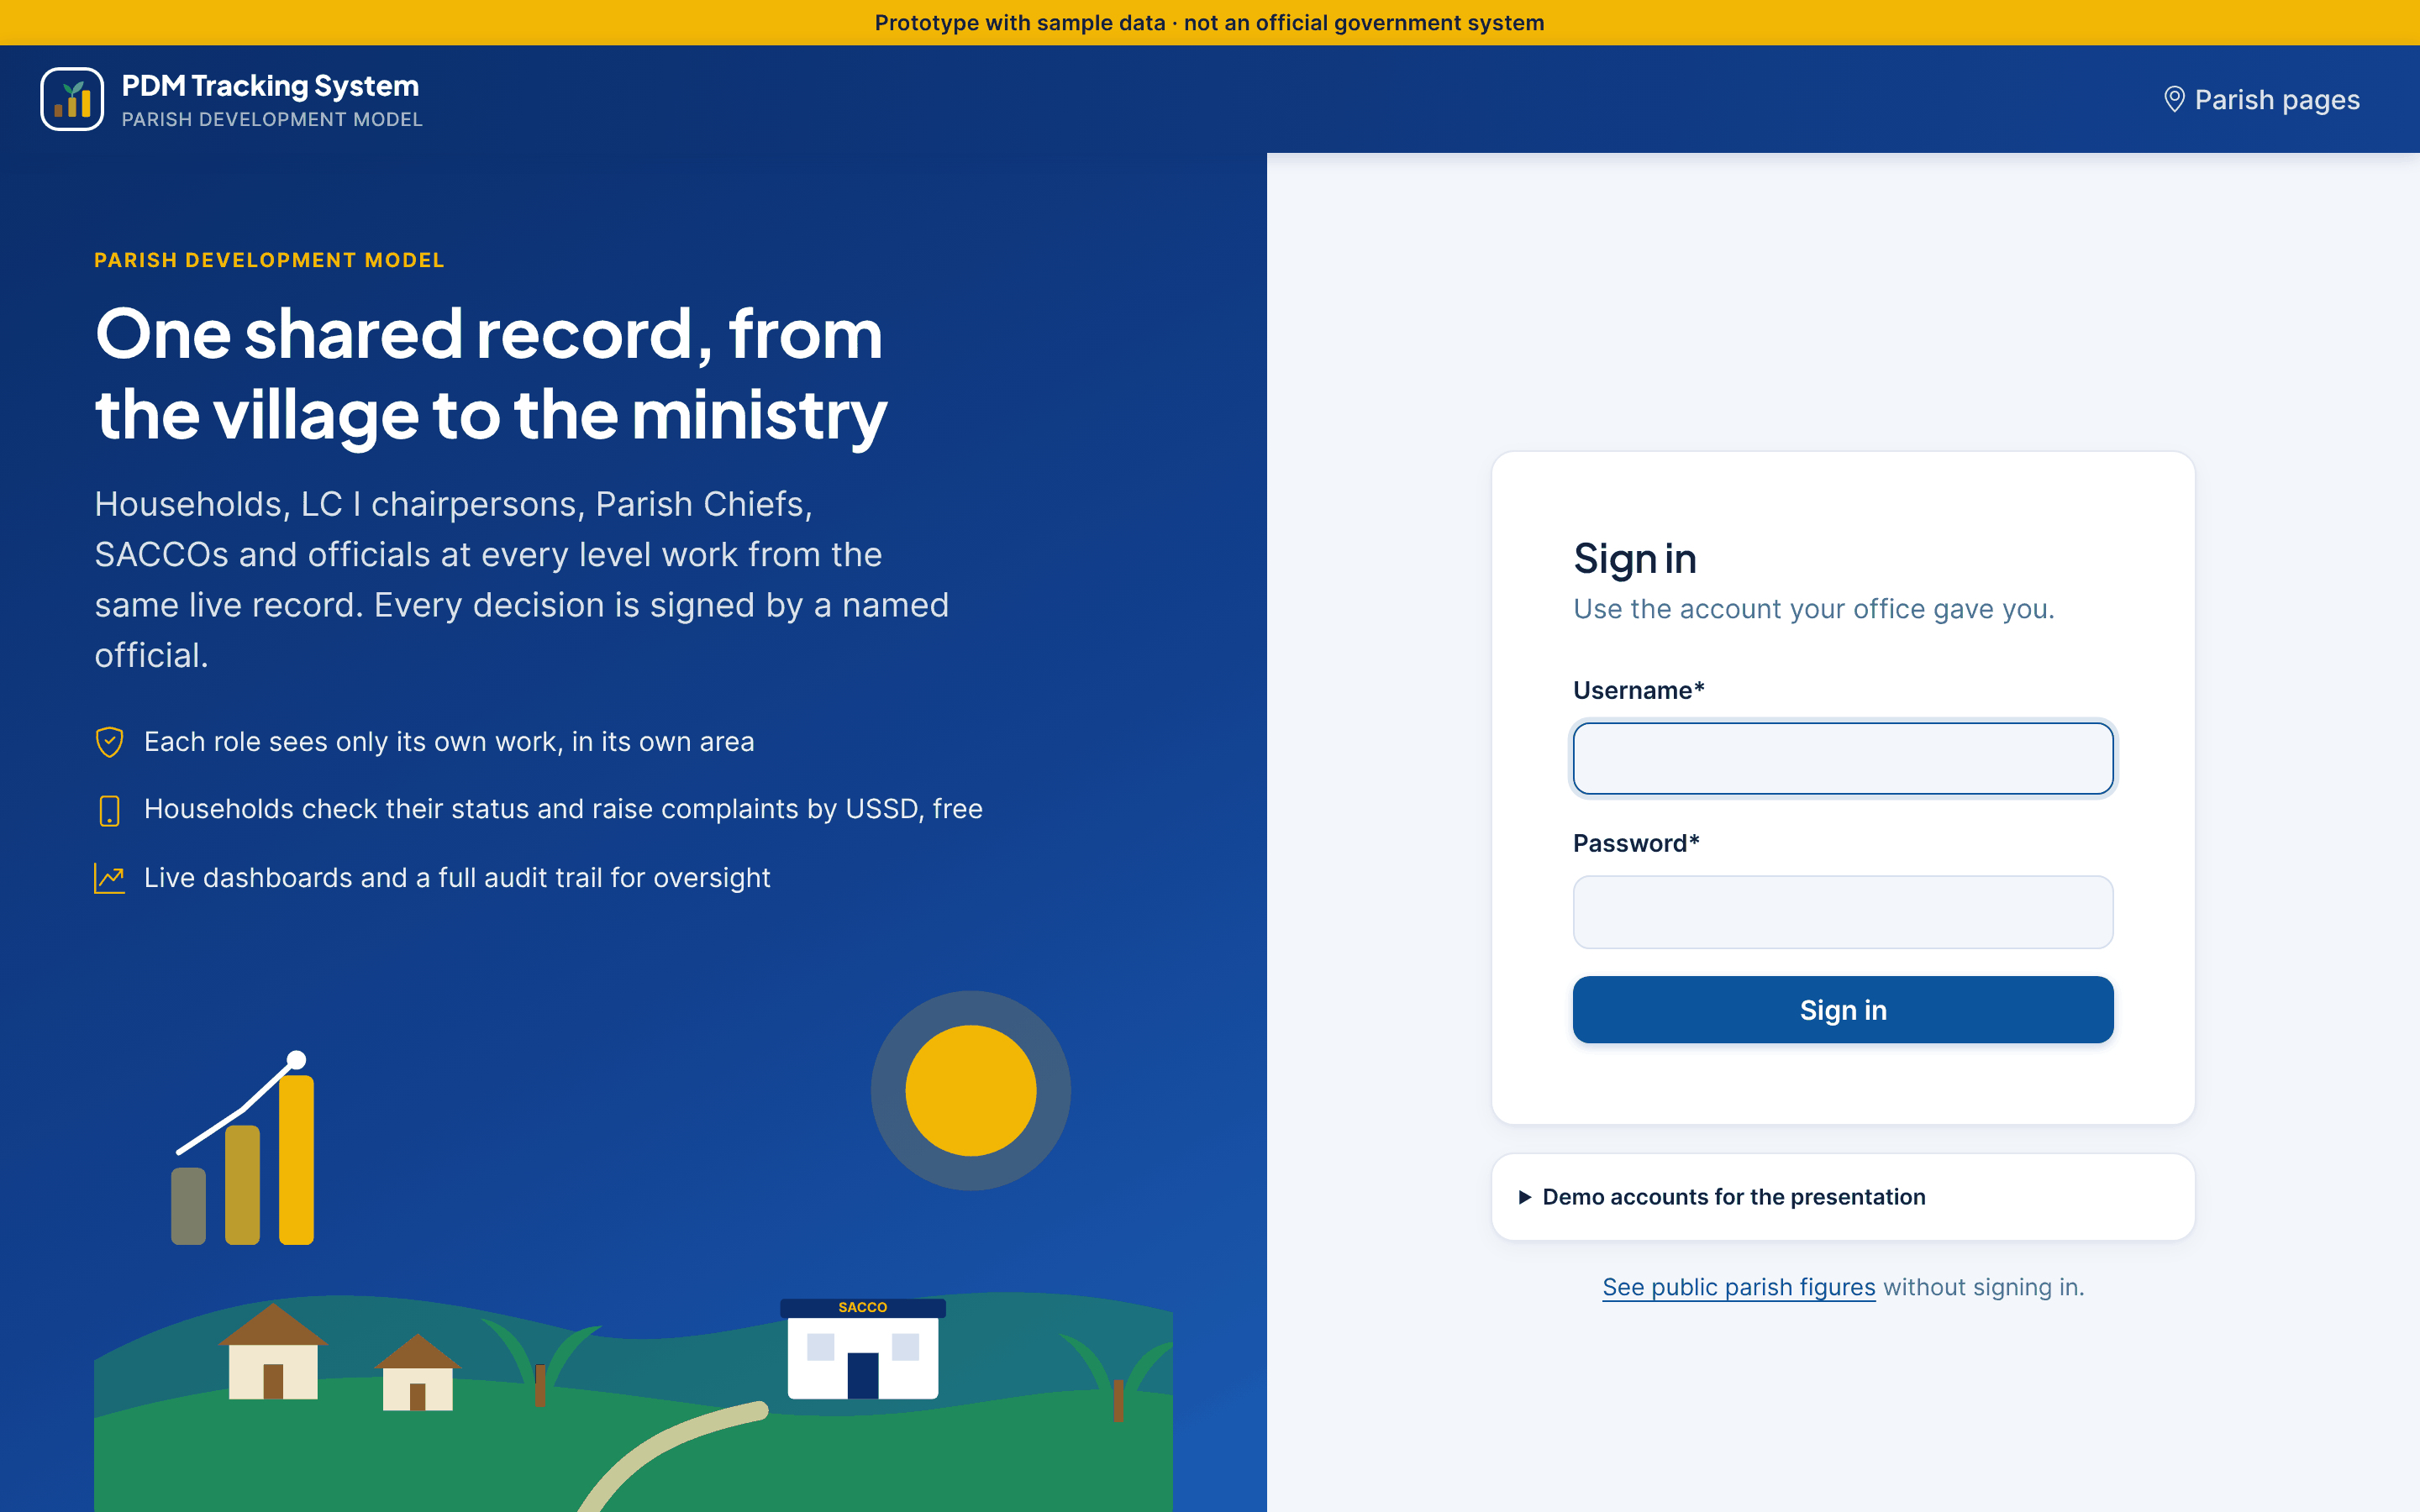 Prototype with sample data · not an official government system
PDM Tracking System
PARISH DEVELOPMENT MODEL
Parish pages
PARISH DEVELOPMENT MODEL
One shared record, from
the village to the ministry
Households, LC I chairpersons, Parish Chiefs,
SACCOs and officials at every level work from the
same live record. Every decision is signed by a named
official.
Each role sees only its own work, in its own area
Households check their status and raise complaints by USSD, free
Live dashboards and a full audit trail for oversight
SACCO
Sign in
Use the account your office gave you.
Username*
Password*
Sign in
Demo accounts for the presentation
See public parish figures without signing in.